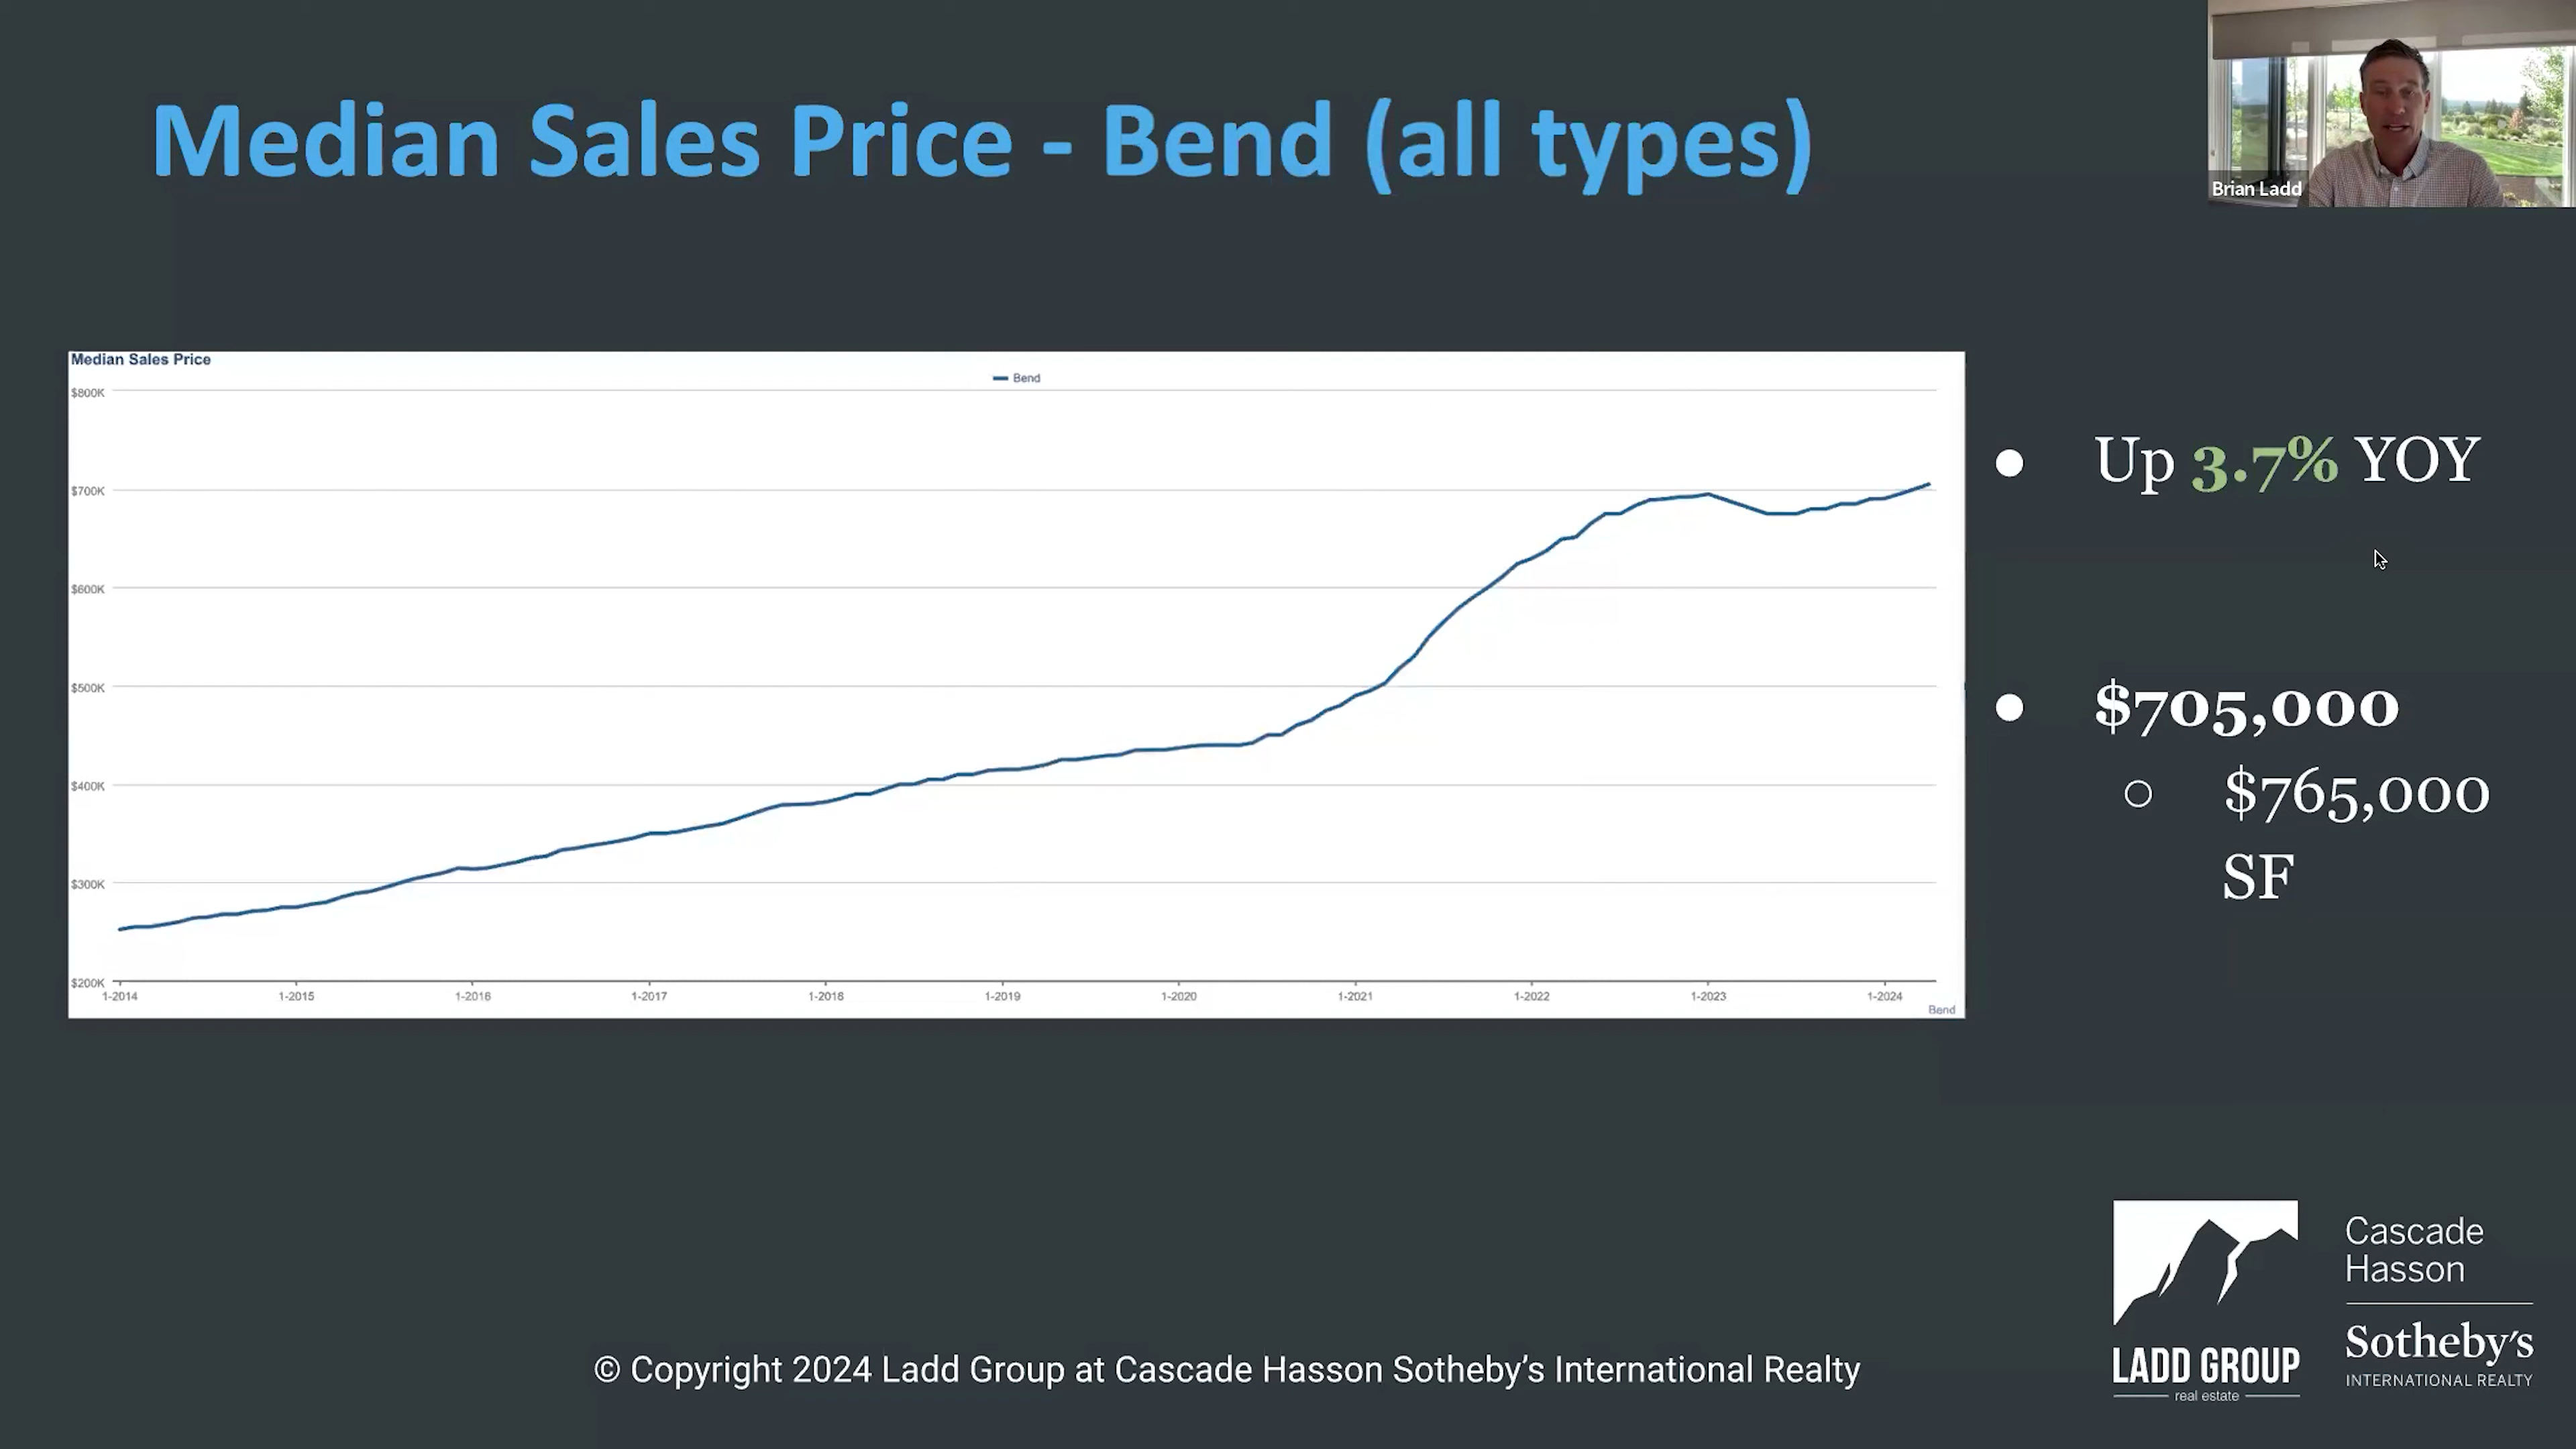 Median Sales Price - Bend (all types)
Brian Ladd
Median Sales Price
Bend
$800K
$700K
$600K
$500K
$400K
$300K
$200K
1-2014 1-2015 1-2016 1-2017 1-2018 1-2019 1-2020 1-2021 1-2022 1-2023 1-2024
Bend
● Up 3.7% YOY
● $705,000
○ $765,000
SF
© Copyright 2024 Ladd Group at Cascade Hasson Sotheby’s International Realty
LADD GROUP
real estate
Cascade
Hasson
Sotheby's
INTERNATIONAL REALTY